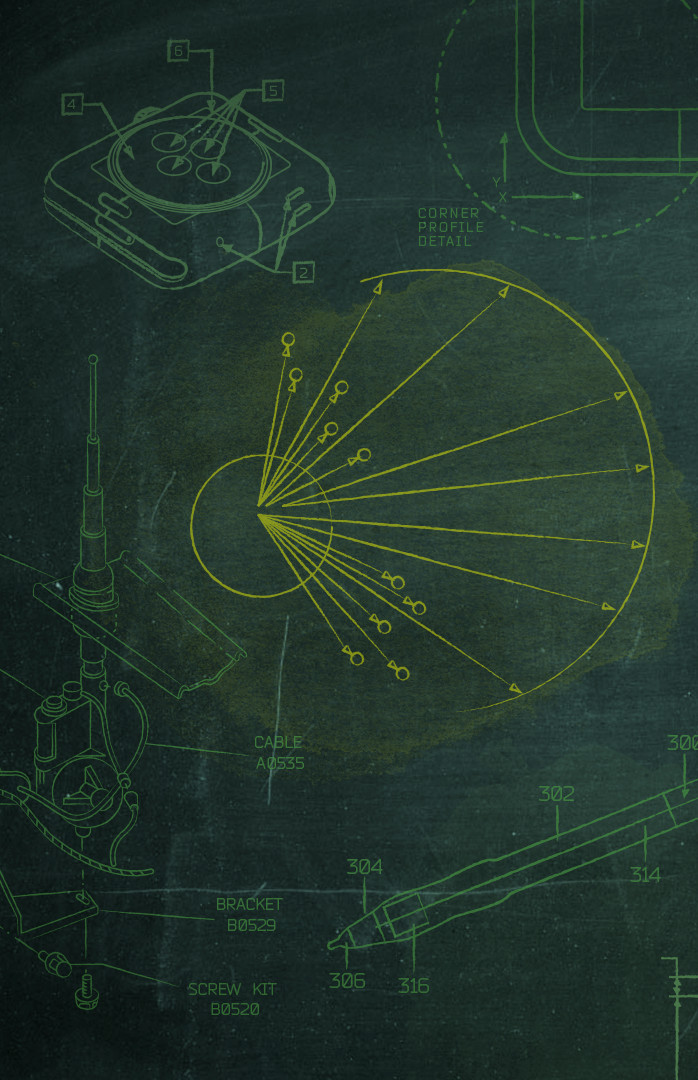 6
5
4
Y
X
CORNER
PROFILE
DETAIL
2
CABLE
A0535
300
302
314
304
BRACKET
B0529
306
316
SCREW KIT
B0520